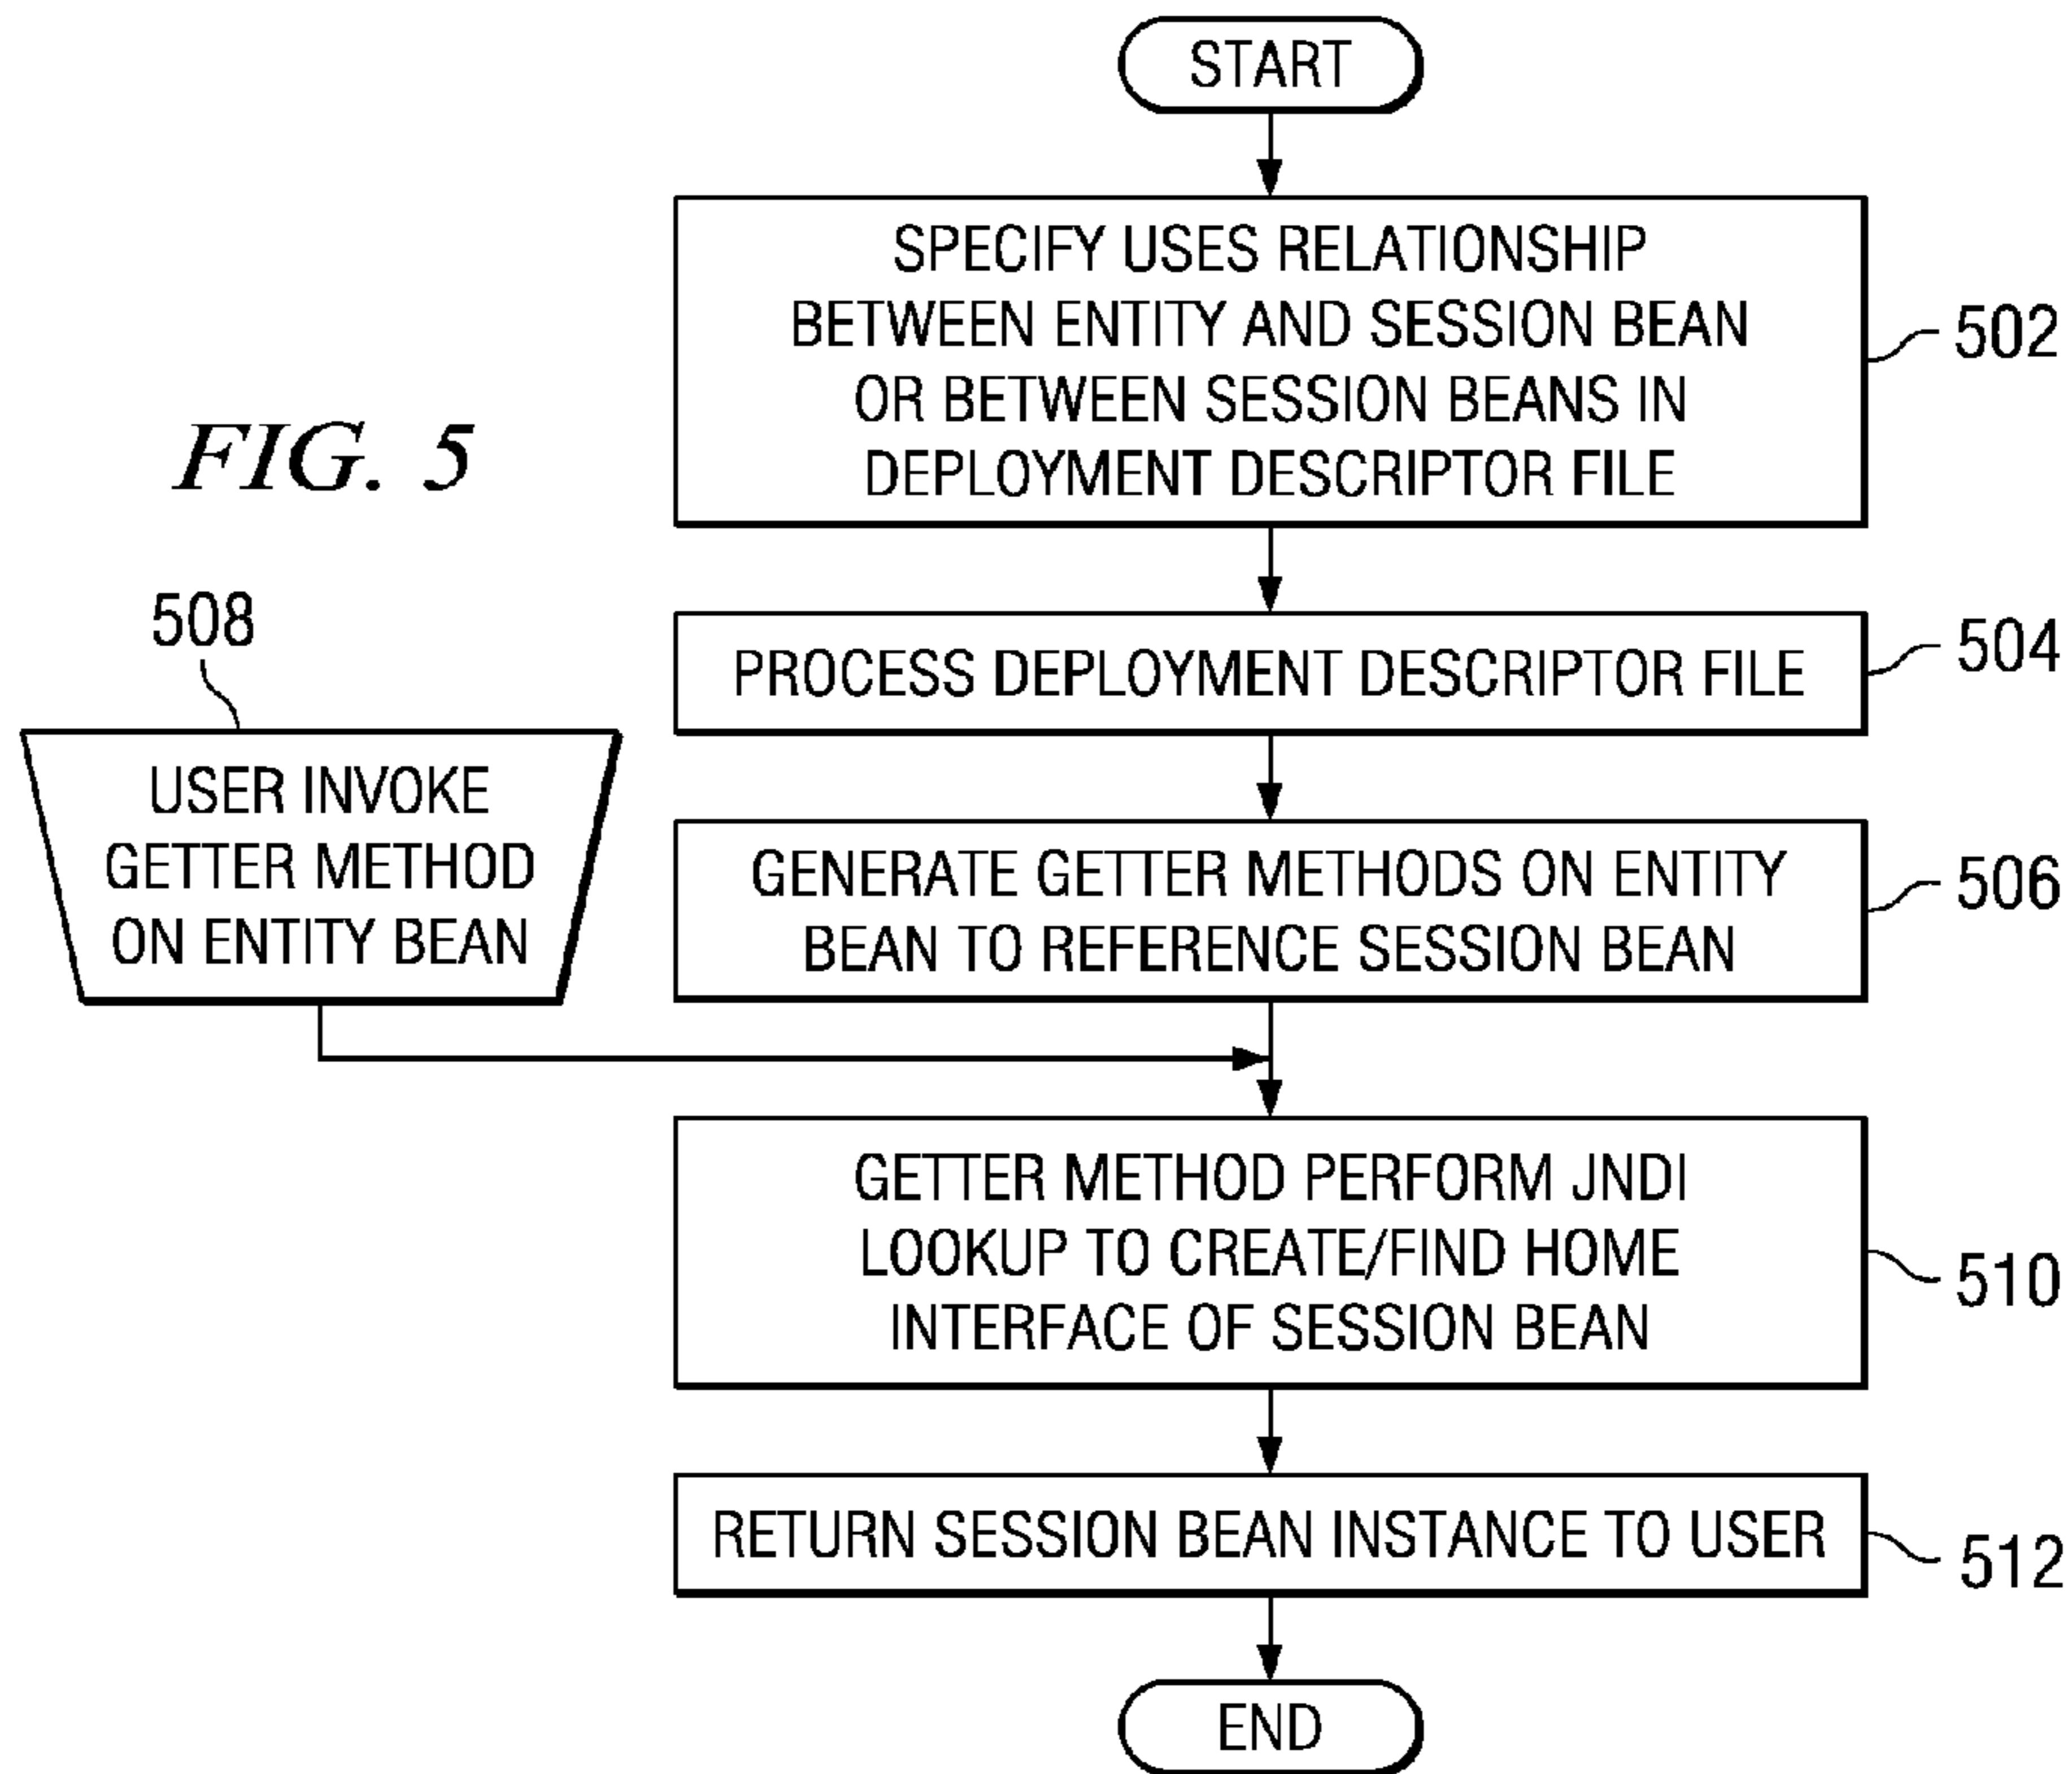 START
SPECIFY USES RELATIONSHIP
BETWEEN ENTITY AND SESSION BEAN
OR BETWEEN SESSION BEANS IN
DEPLOYMENT DESCRIPTOR FILE
502
FIG. 5
PROCESS DEPLOYMENT DESCRIPTOR FILE
504
508
USER INVOKE
GETTER METHOD
ON ENTITY BEAN
GENERATE GETTER METHODS ON ENTITY
BEAN TO REFERENCE SESSION BEAN
506
GETTER METHOD PERFORM JNDI
LOOKUP TO CREATE/FIND HOME
INTERFACE OF SESSION BEAN
510
RETURN SESSION BEAN INSTANCE TO USER
512
END